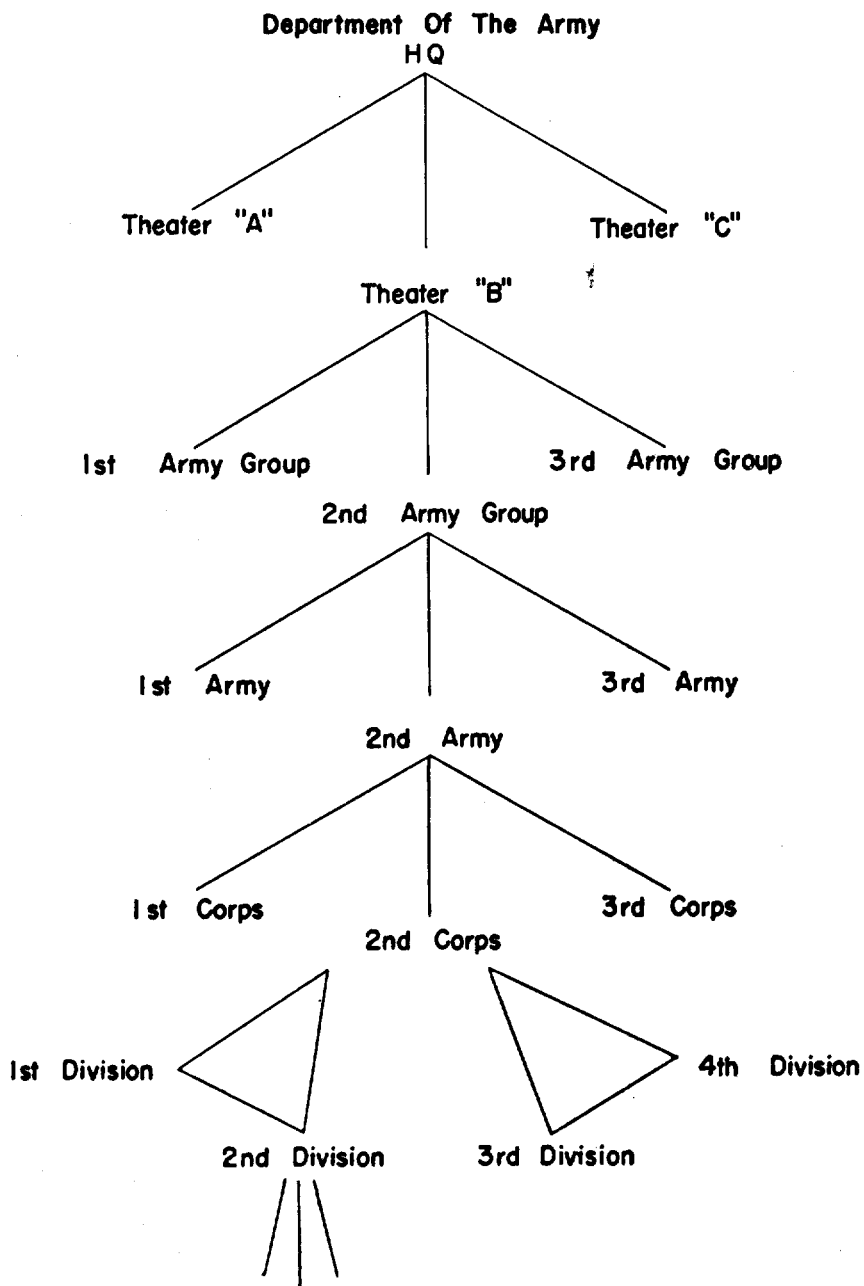 Department Of The Army
HQ
Theater "A"
Theater "C"
Theater "B"
1st Army Group
3rd Army Group
2nd Army Group
1st Army
3rd Army
2nd Army
1st Corps
3rd Corps
2nd Corps
1st Division
4th Division
2nd Division
3rd Division